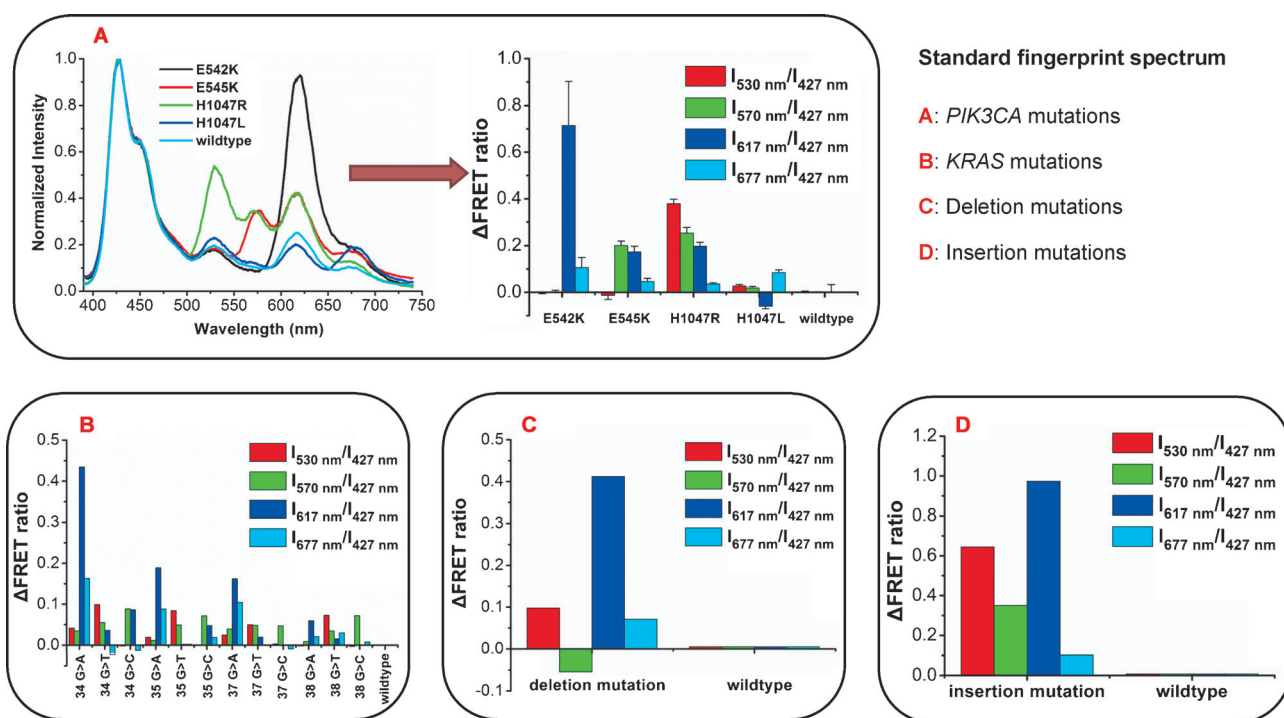 A
Normalized Intensity
1.0
0.8
0.6
0.4
0.2
0.0
400 450 500 550 600 650 700 750
Wavelength (nm)
E542K
E545K
H1047R
H1047L
wildtype
ΔFRET ratio
1.0
0.8
0.6
0.4
0.2
0.0
I530 nm/I427 nm
I570 nm/I427 nm
I617 nm/I427 nm
I677 nm/I427 nm
E542K E545K H1047R H1047L wildtype
Standard fingerprint spectrum
A: PIK3CA mutations
B: KRAS mutations
C: Deletion mutations
D: Insertion mutations
B
ΔFRET ratio
0.5
0.4
0.3
0.2
0.1
0.0
I530 nm/I427 nm
I570 nm/I427 nm
I617 nm/I427 nm
I677 nm/I427 nm
34 G>A
34 G>T
34 G>C
35 G>A
35 G>T
35 G>C
37 G>A
37 G>T
37 G>C
38 G>A
38 G>T
38 G>C
wildtype
C
ΔFRET ratio
0.5
0.4
0.3
0.2
0.1
0.0
-0.1
I530 nm/I427 nm
I570 nm/I427 nm
I617 nm/I427 nm
I677 nm/I427 nm
deletion mutation wildtype
D
ΔFRET ratio
1.2
1.0
0.8
0.6
0.4
0.2
0.0
I530 nm/I427 nm
I570 nm/I427 nm
I617 nm/I427 nm
I677 nm/I427 nm
insertion mutation wildtype